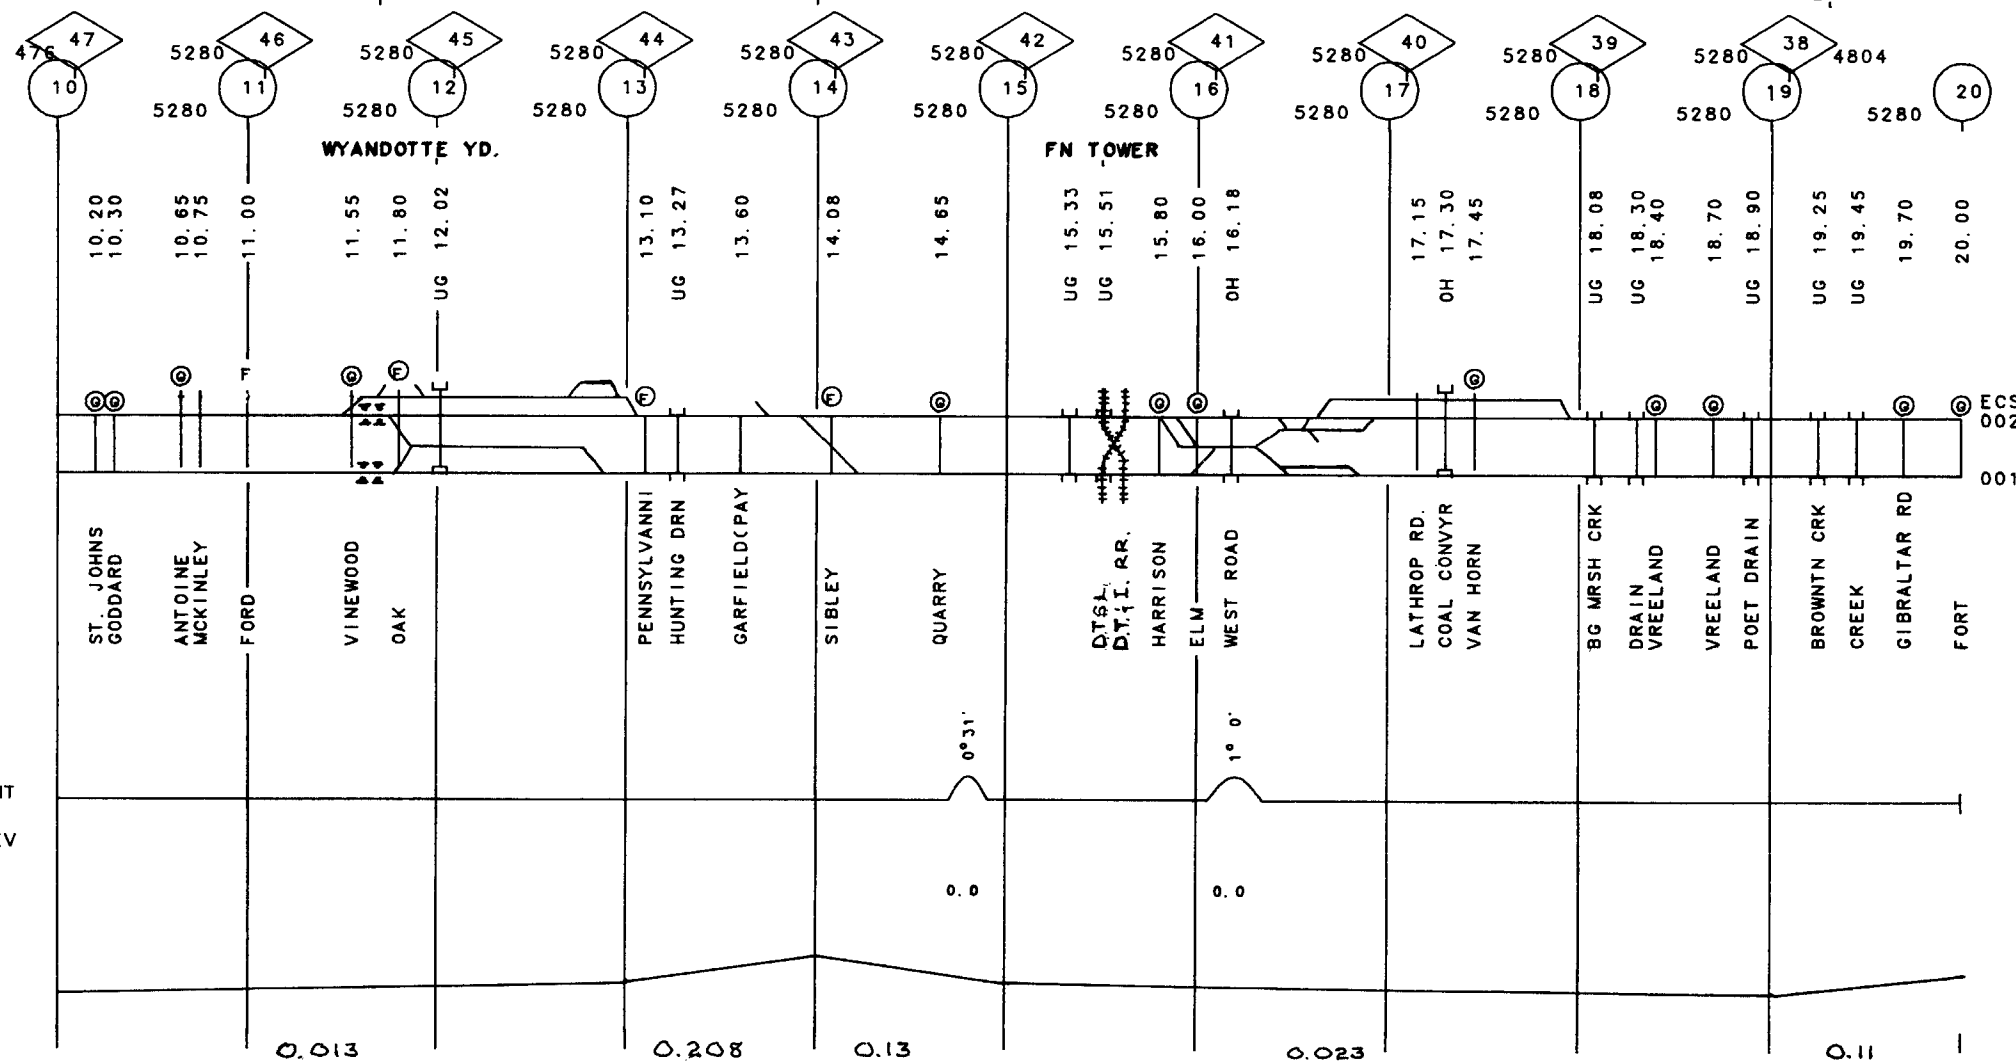 47 46 45 44 43 42 41 40 39 38
476 5280 5280 5280 5280 5280 5280 5280 5280 5280 4804
10 11 12 13 14 15 16 17 18 19 20
5280 5280 5280 5280 5280 5280 5280 5280 5280 5280
WYANDOTTE YD.
FN TOWER
10.20
10.30
10.65
10.75
11.00
11.55
11.80
UG 12.02
13.10
UG 13.27
13.60
14.08
14.65
UG 15.33
UG 15.51
15.80
16.00
OH 16.18
17.15
OH 17.30
17.45
UG 18.08
UG 18.30
18.40
18.70
UG 18.90
UG 19.25
UG 19.45
19.70
20.00
G G G F G F F F G G G G G G G G
ECS
002
001
ST. JOHNS
GODDARD
ANTOINE
MCKINLEY
FORD
VINEWOOD
OAK
PENNSYLVANNI
HUNTING DRN
GARFIELD(PAY
SIBLEY
QUARRY
D.T.S.L.
D.T.&I. RR.
HARRISON
ELM
WEST ROAD
LATHROP RD.
COAL CONVYR
VAN HORN
BG MRSH CRK
DRAIN
VREELAND
VREELAND
POET DRAIN
BROWNTN CRK
CREEK
GIBRALTAR RD
FORT
0°31'
1° 0'
0.0
0.0
0.013 0.208 0.13 0.023 0.11